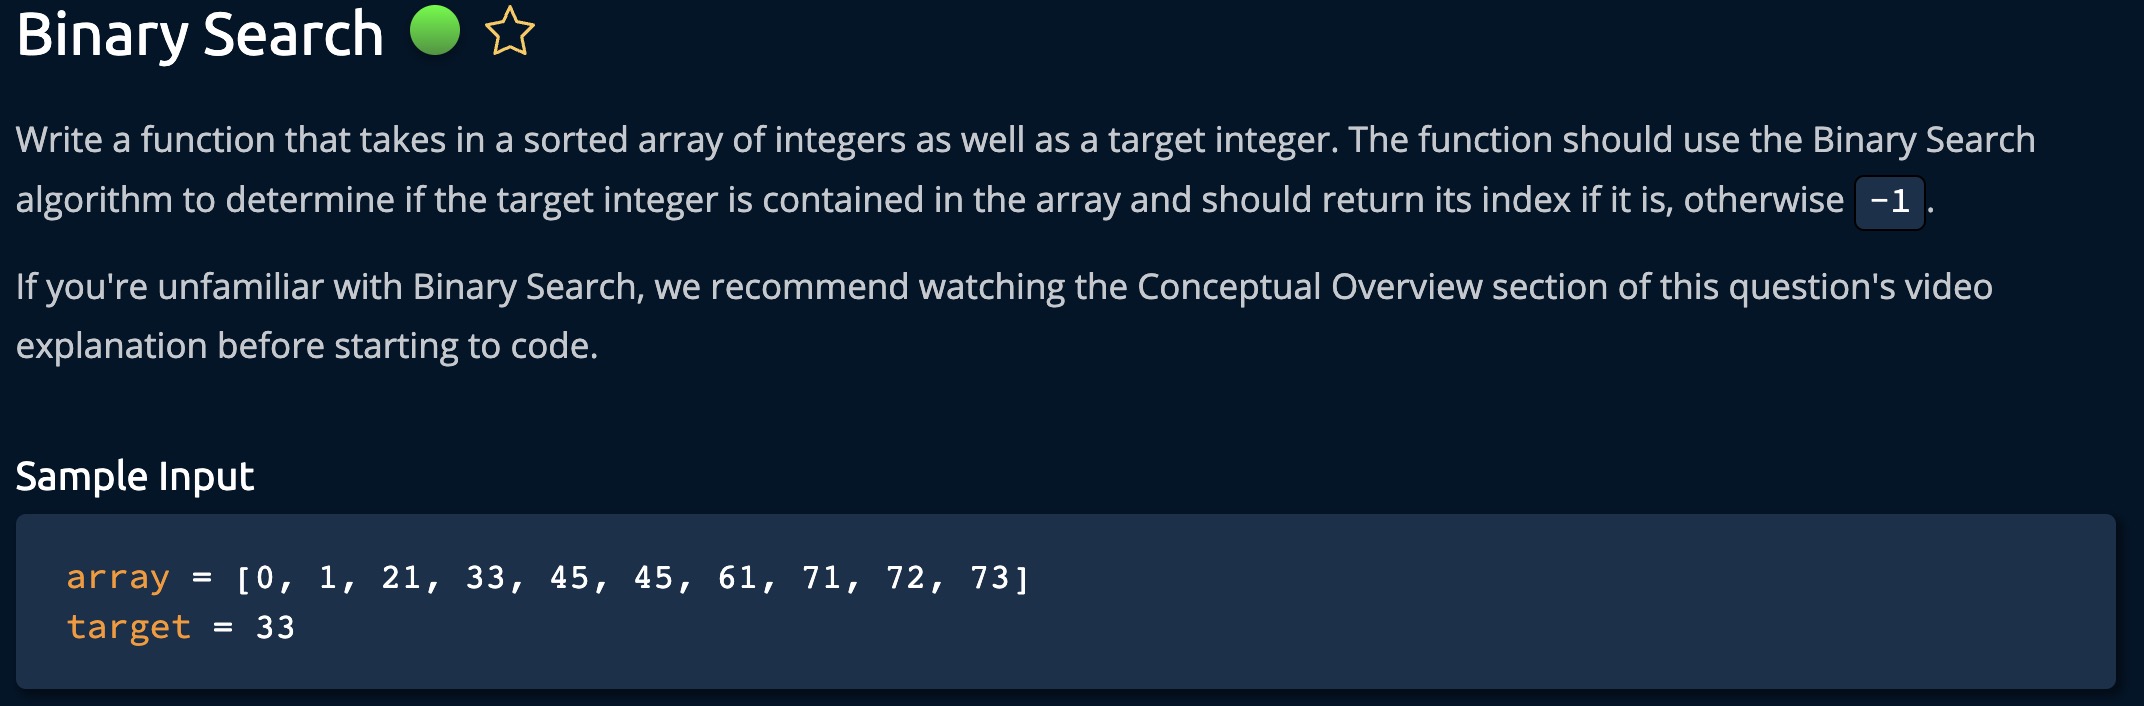 Binary Search
Write a function that takes in a sorted array of integers as well as a target integer. The function should use the Binary Search
algorithm to determine if the target integer is contained in the array and should return its index if it is, otherwise -1 .
If you're unfamiliar with Binary Search, we recommend watching the Conceptual Overview section of this question's video
explanation before starting to code.
Sample Input
array = [0, 1, 21, 33, 45, 45, 61, 71, 72, 73]
target = 33